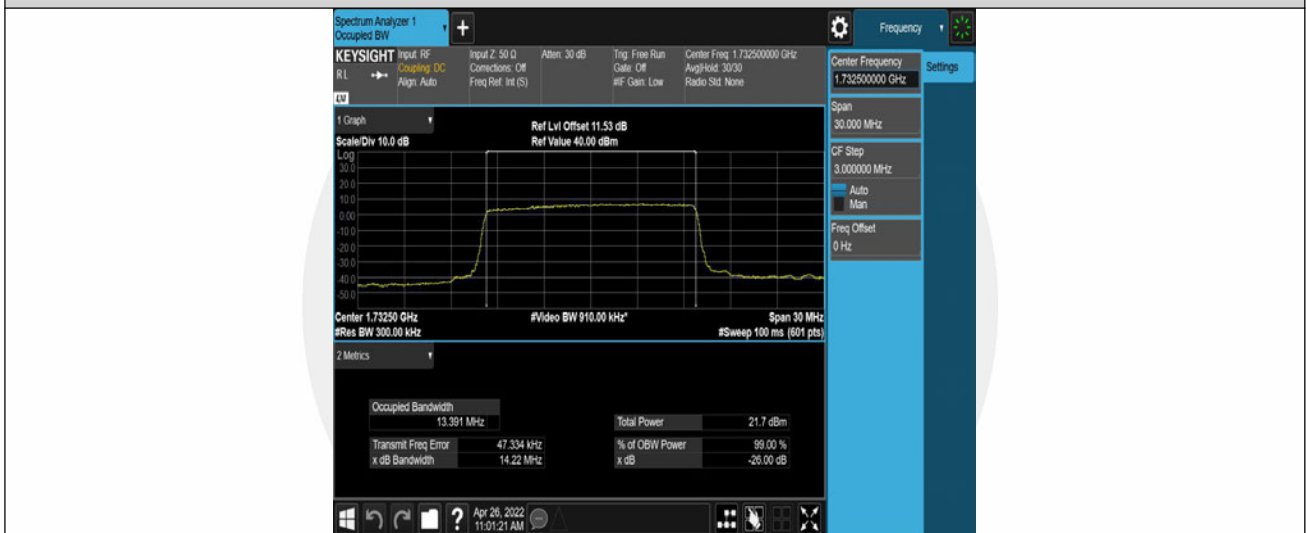 Spectrum Analyzer 1
Occupied BW
+
Frequency
KEYSIGHT
Input: RF
Coupling: DC
Align: Auto
R L
Input Z: 50 Ω
Corrections: Off
Freq Ref: Int (S)
Atten: 30 dB
Trig: Free Run
Gate: Off
#IF Gain: Low
Center Freq: 1.732500000 GHz
Avg|Hold: 30/30
Radio Std: None
Center Frequency
1.732500000 GHz
Settings
Span
30.000 MHz
CF Step
3.000000 MHz
Auto
Man
Freq Offset
0 Hz
1 Graph
Scale/Div 10.0 dB
Ref Lvl Offset 11.53 dB
Ref Value 40.00 dBm
Log
30.0
20.0
10.0
0.00
-10.0
-20.0
-30.0
-40.0
-50.0
Center 1.73250 GHz
#Video BW 910.00 kHz*
Span 30 MHz
#Res BW 300.00 kHz
#Sweep 100 ms (601 pts)
2 Metrics
Occupied Bandwidth
13.391 MHz
Total Power 21.7 dBm
Transmit Freq Error 47.334 kHz
% of OBW Power 99.00 %
x dB Bandwidth 14.22 MHz
x dB -26.00 dB
?
Apr 26, 2022
11:01:21 AM